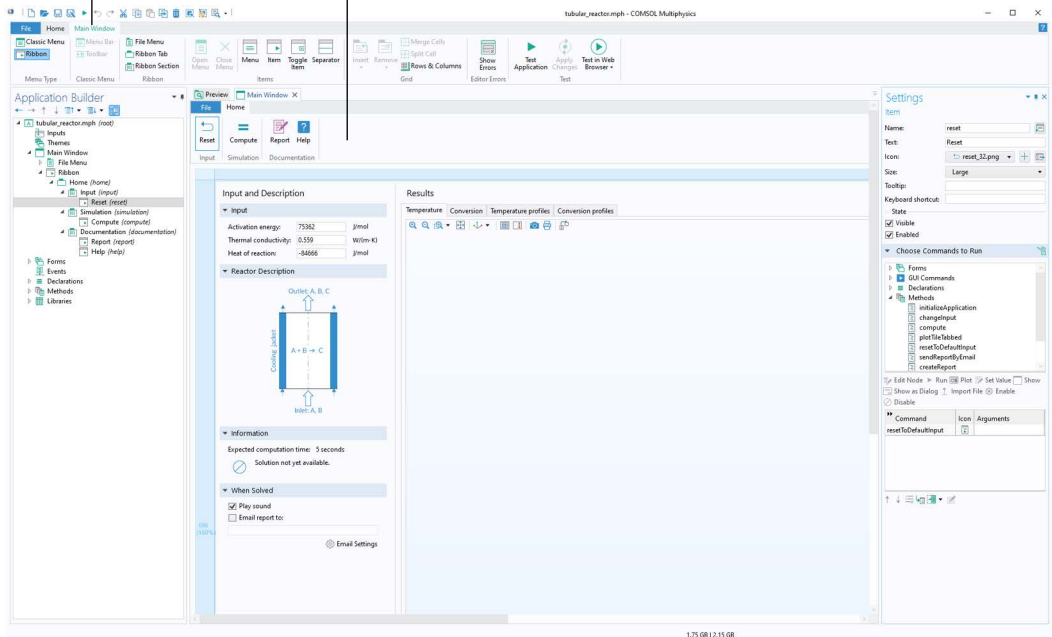 tubular_reactor.mph - COMSOL Multiphysics
File Home Main Window
Classic Menu Menu Bar File Menu
Ribbon Toolbar Ribbon Tab
Ribbon Section
Open Menu Close Menu Menu Item Toggle Item Separator
Insert Remove Merge Cells
Split Cell
Rows & Columns
Show Errors Test Application Apply Changes Test in Web Browser
Menu Type Classic Menu Ribbon Items Grid Editor Errors Test
Application Builder
tubular_reactor.mph (root)
Inputs
Themes
Main Window
File Menu
Ribbon
Home (home)
Input (input)
Reset (reset)
Simulation (simulation)
Compute (compute)
Documentation (documentation)
Report (report)
Help (help)
Forms
Events
Declarations
Methods
Libraries
Preview Main Window
File Home
Reset Compute Report Help
Input Simulation Documentation
Input and Description
Input
Activation energy: 75362 J/mol
Thermal conductivity: 0.559 W/(m·K)
Heat of reaction: -84666 J/mol
Reactor Description
Outlet: A, B, C
Cooling jacket
A + B → C
Inlet: A, B
Information
Expected computation time: 5 seconds
Solution not yet available.
When Solved
Play sound
Email report to:
Email Settings
Results
Temperature Conversion Temperature profiles Conversion profiles
Settings
Item
Name: reset
Text: Reset
Icon: reset_32.png
Size: Large
Tooltip:
Keyboard shortcut:
State
Visible
Enabled
Choose Commands to Run
Forms
GUI Commands
Declarations
Methods
initializeApplication
changeInput
compute
plotTileTabbed
resetToDefaultInput
sendReportByEmail
createReport
Edit Node Run Plot Set Value Show
Show as Dialog Import File Enable
Disable
Command Icon Arguments
resetToDefaultInput
1.75 GB | 2.15 GB